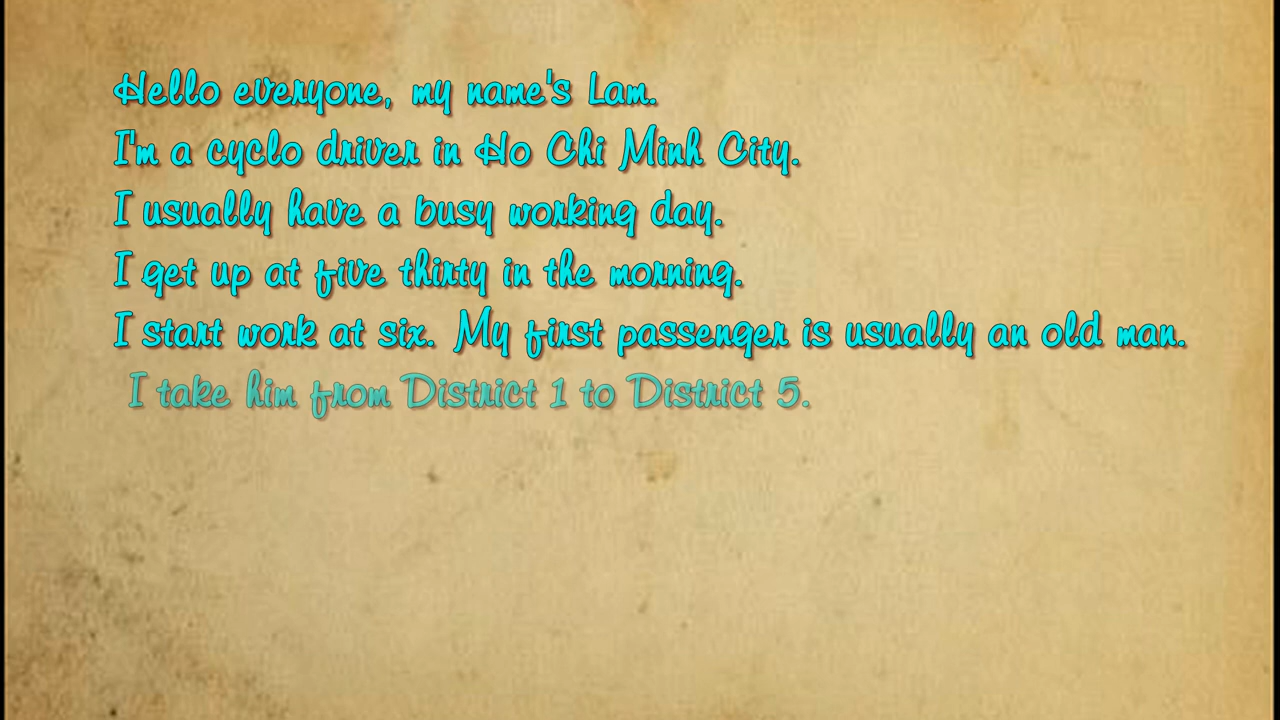 Hello everyone, my name's Lam.
I'm a cyclo driver in Ho Chi Minh City.
I usually have a busy working day.
I get up at five thirty in the morning.
I start work at six. My first passenger is usually an old man.
I take him from District 1 to District 5.